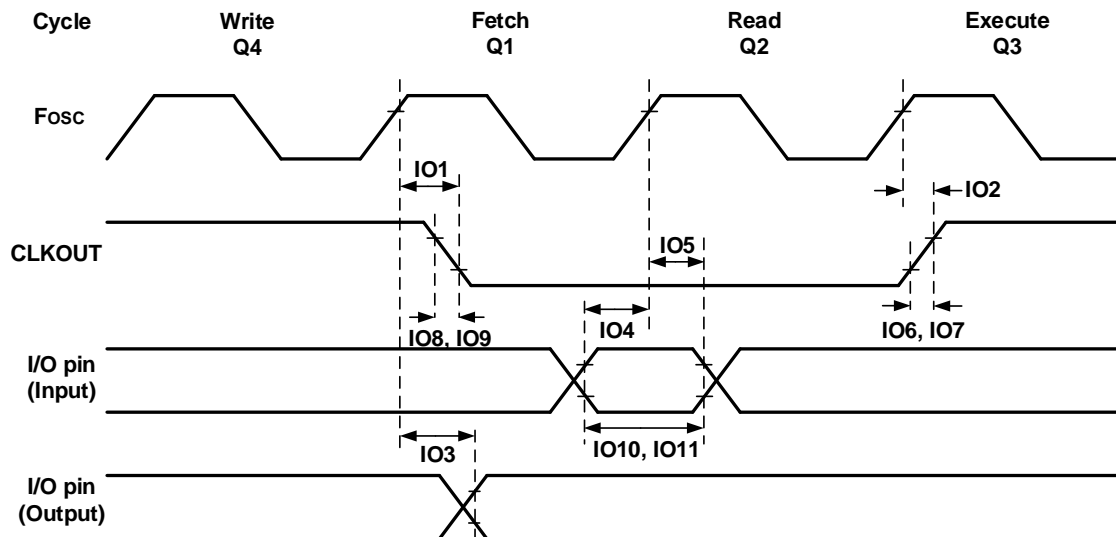 Cycle Write Fetch Read Execute
Q4 Q1 Q2 Q3
Fosc
IO1
IO2
CLKOUT
IO5
IO4
IO8, IO9
IO6, IO7
I/O pin
(Input)
IO10, IO11
IO3
I/O pin
(Output)